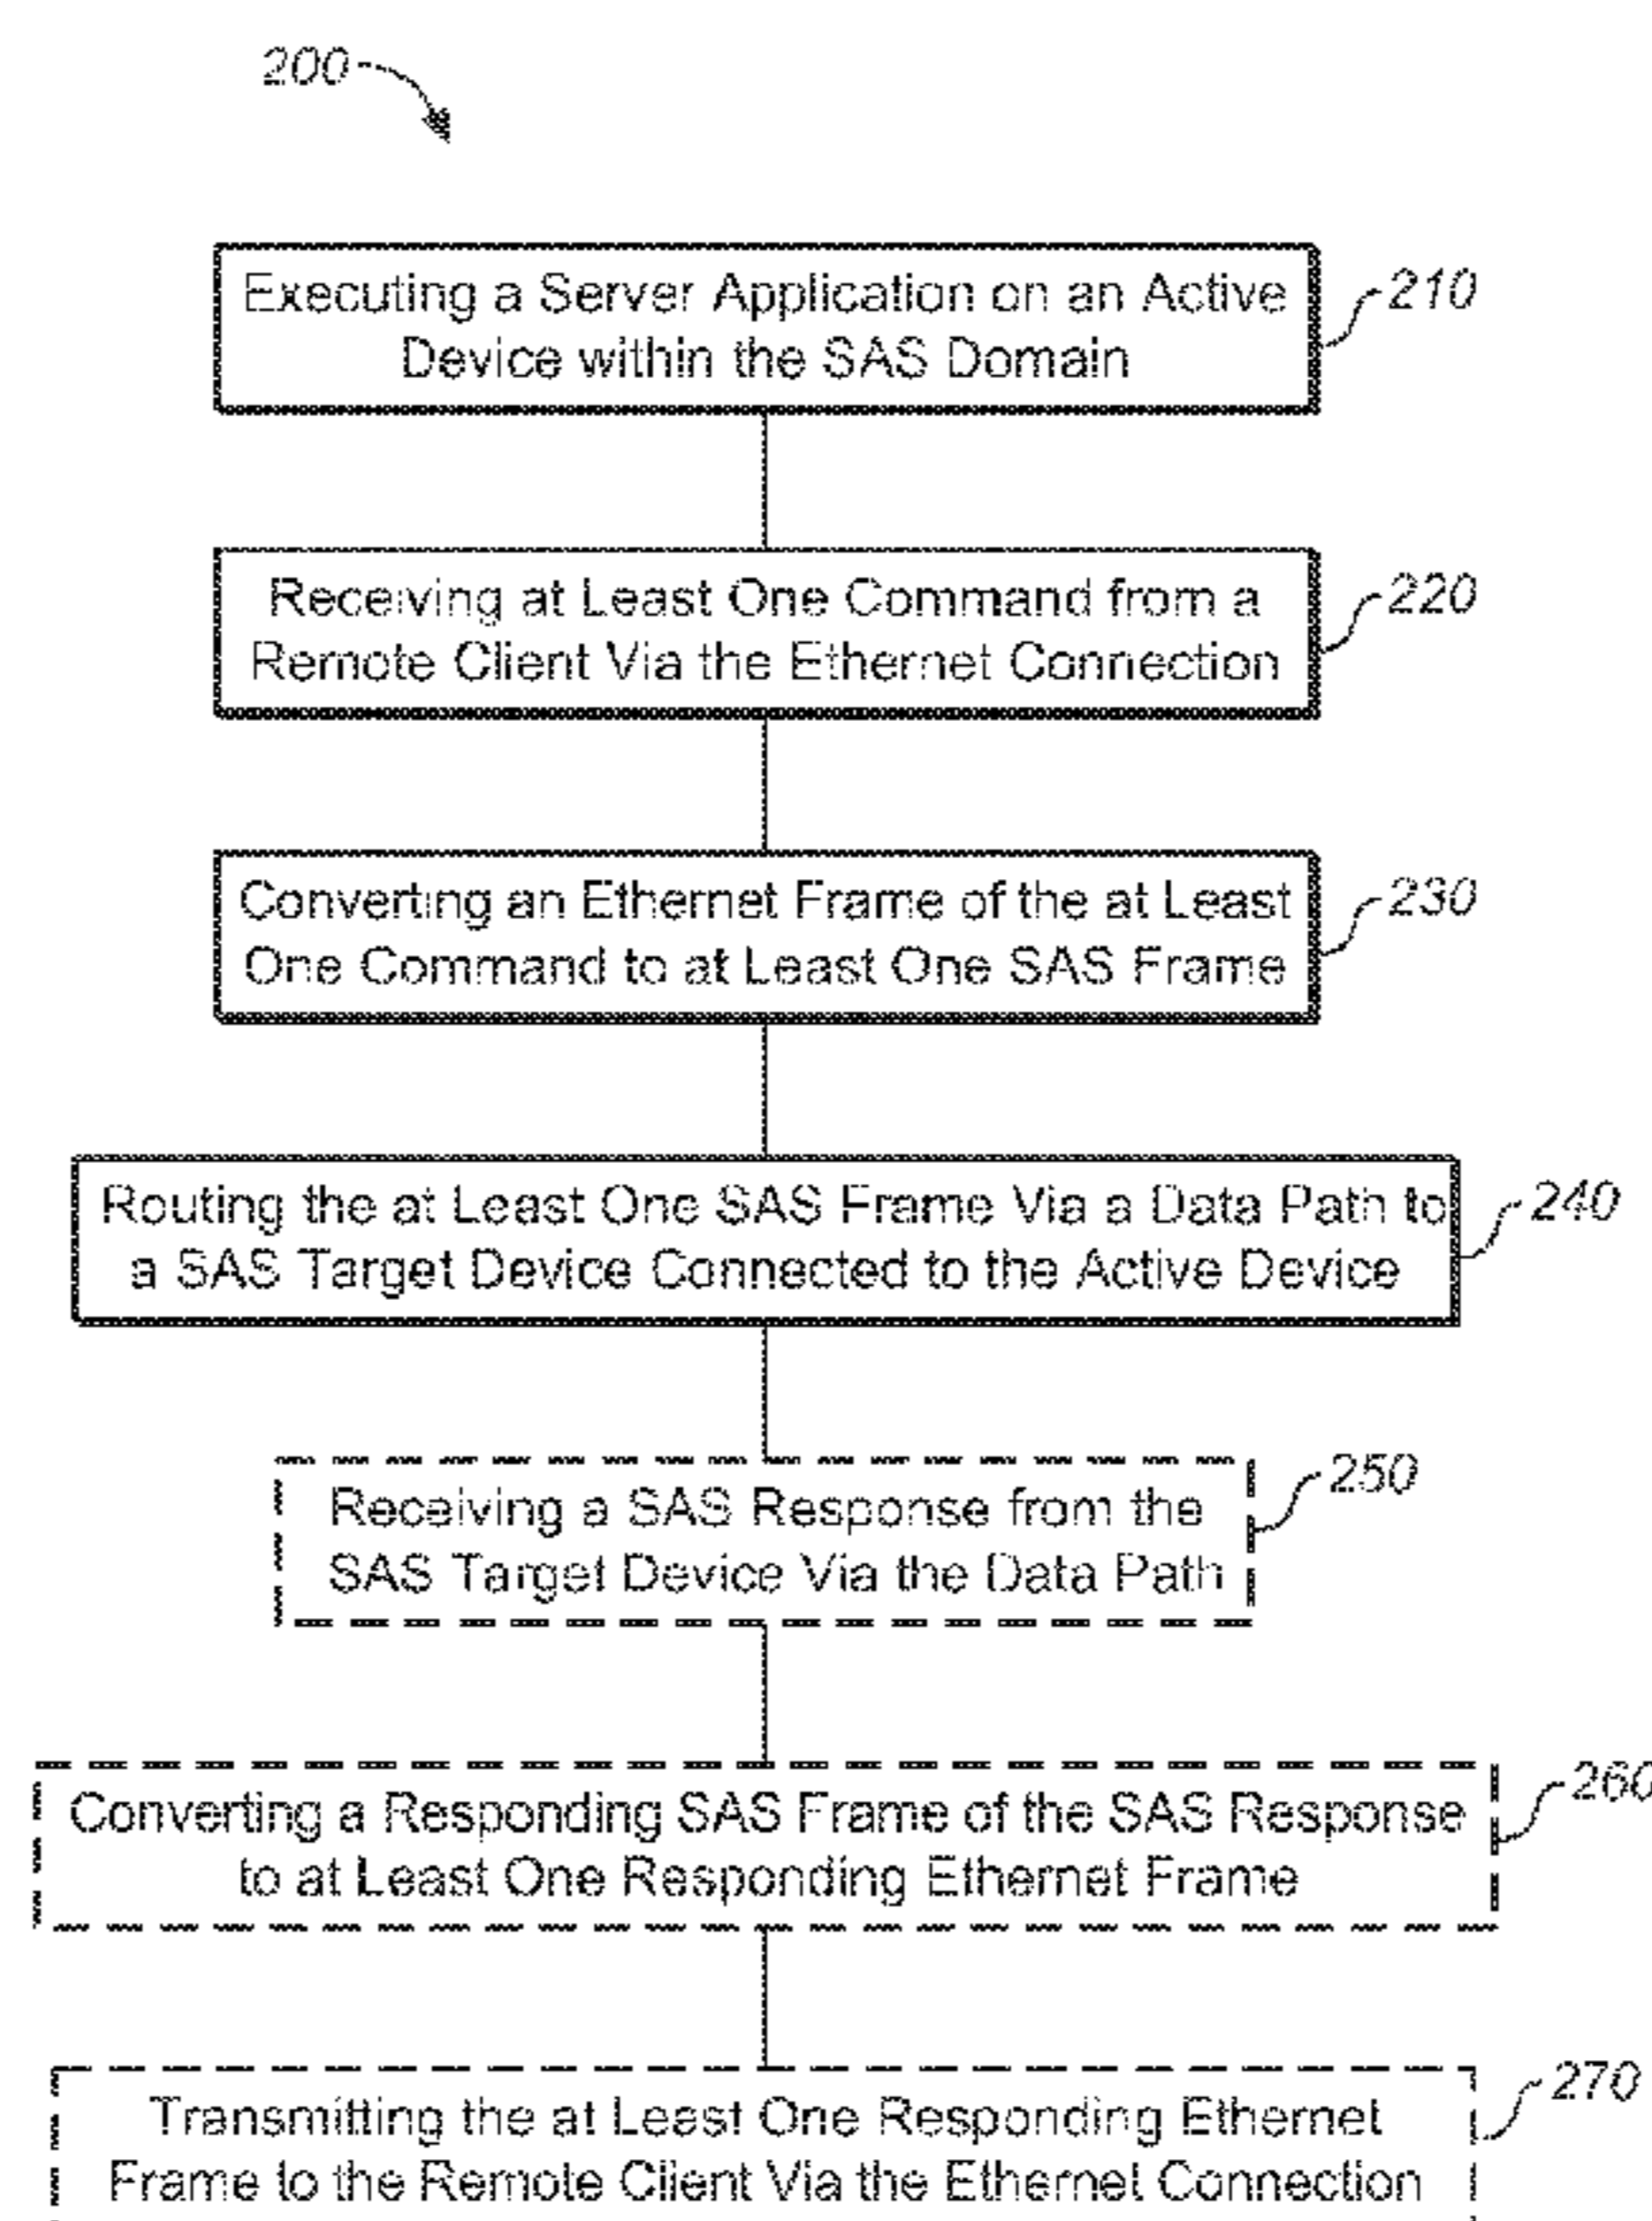 200
Executing a Server Application on an Active
Device within the SAS Domain
210
Receiving at Least One Command from a
Remote Client Via the Ethernet Connection
220
Converting an Ethernet Frame of the at Least
One Command to at Least One SAS Frame
230
Routing the at Least One SAS Frame Via a Data Path to
a SAS Target Device Connected to the Active Device
240
Receiving a SAS Response from the
SAS Target Device Via the Data Path
250
Converting a Responding SAS Frame of the SAS Response
to at Least One Responding Ethernet Frame
260
Transmitting the at Least One Responding Ethernet
Frame to the Remote Client Via the Ethernet Connection
270